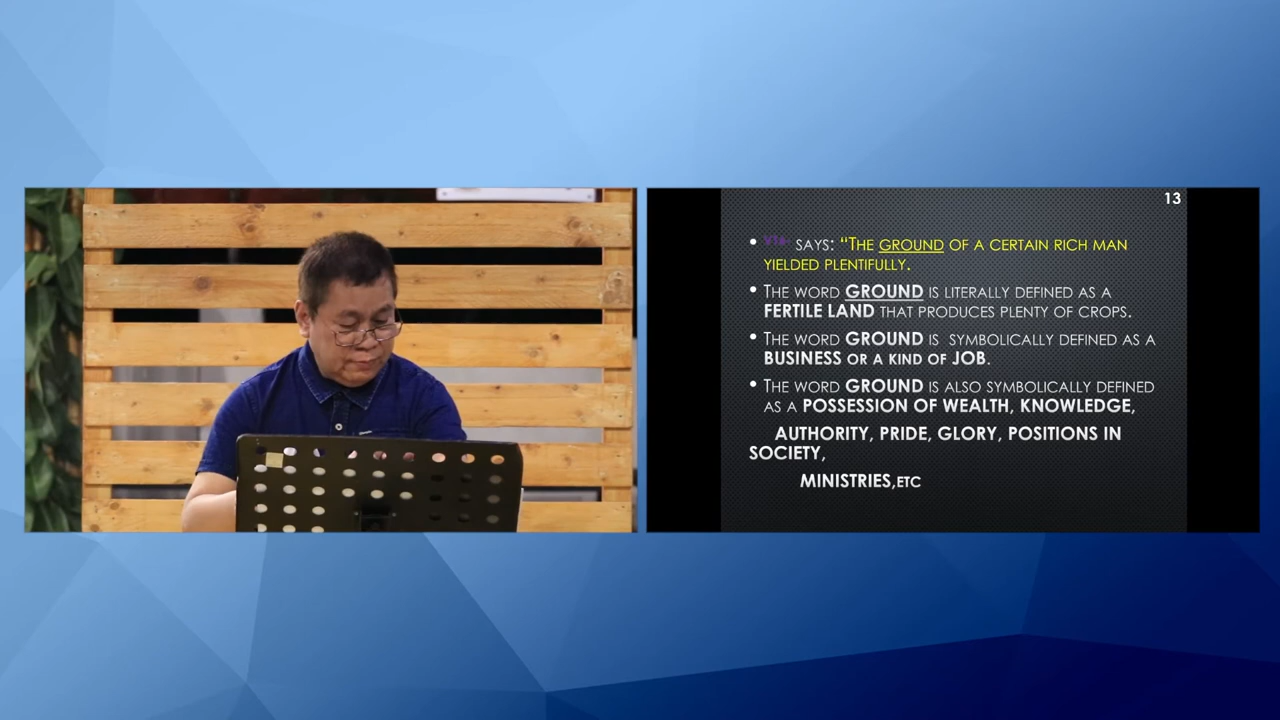 13
• V16- SAYS: “THE GROUND OF A CERTAIN RICH MAN
YIELDED PLENTIFULLY.
• THE WORD GROUND IS LITERALLY DEFINED AS A
FERTILE LAND THAT PRODUCES PLENTY OF CROPS.
• THE WORD GROUND IS SYMBOLICALLY DEFINED AS A
BUSINESS OR A KIND OF JOB.
• THE WORD GROUND IS ALSO SYMBOLICALLY DEFINED
AS A POSSESSION OF WEALTH, KNOWLEDGE,
AUTHORITY, PRIDE, GLORY, POSITIONS IN
SOCIETY,
MINISTRIES,ETC